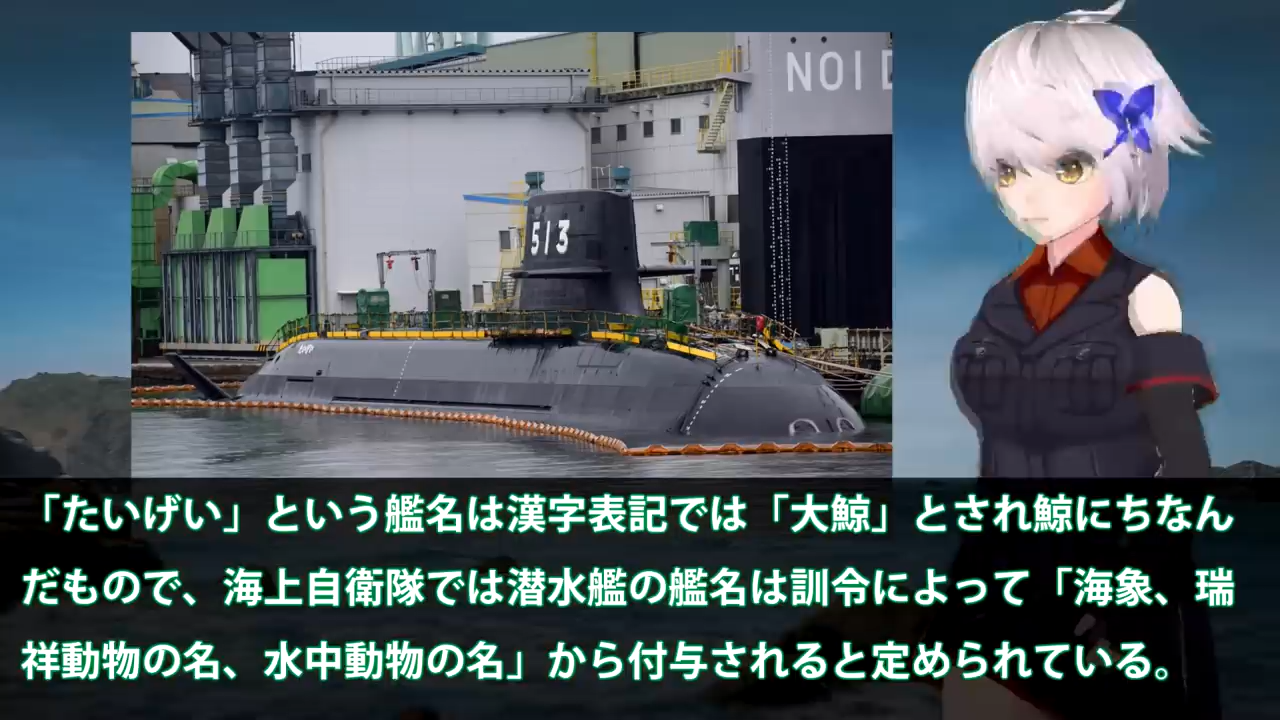 NOI D
513
「たいげい」という艦名は漢字表記では「大鯨」とされ鯨にちなん
だもので、海上自衛隊では潜水艦の艦名は訓令によって「海象、瑞
祥動物の名、水中動物の名」から付与されると定められている。